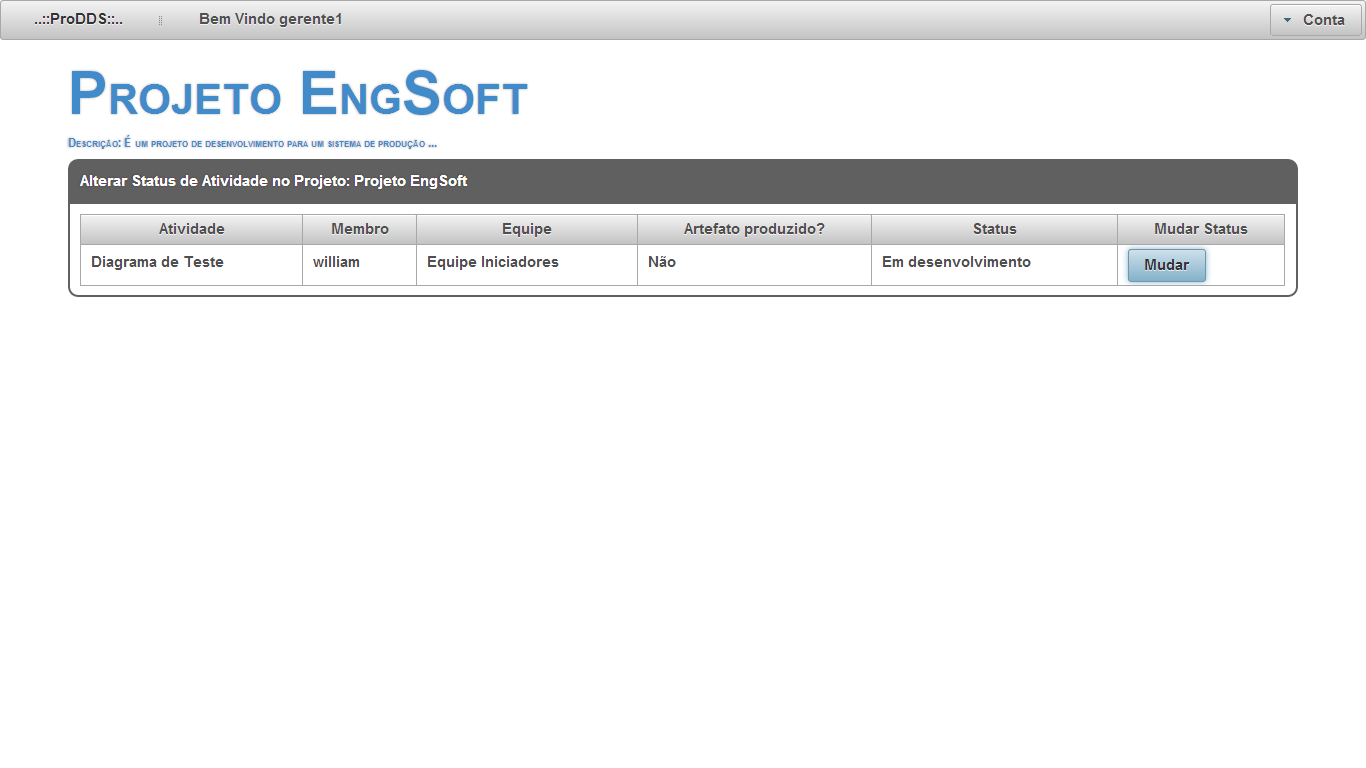 ..::ProDDS::.. Bem Vindo gerente1 Conta
Projeto EngSoft
Descrição: É um projeto de desenvolvimento para um sistema de produção ...
Alterar Status de Atividade no Projeto: Projeto EngSoft
Atividade Membro Equipe Artefato produzido? Status Mudar Status
Diagrama de Teste william Equipe Iniciadores Não Em desenvolvimento Mudar